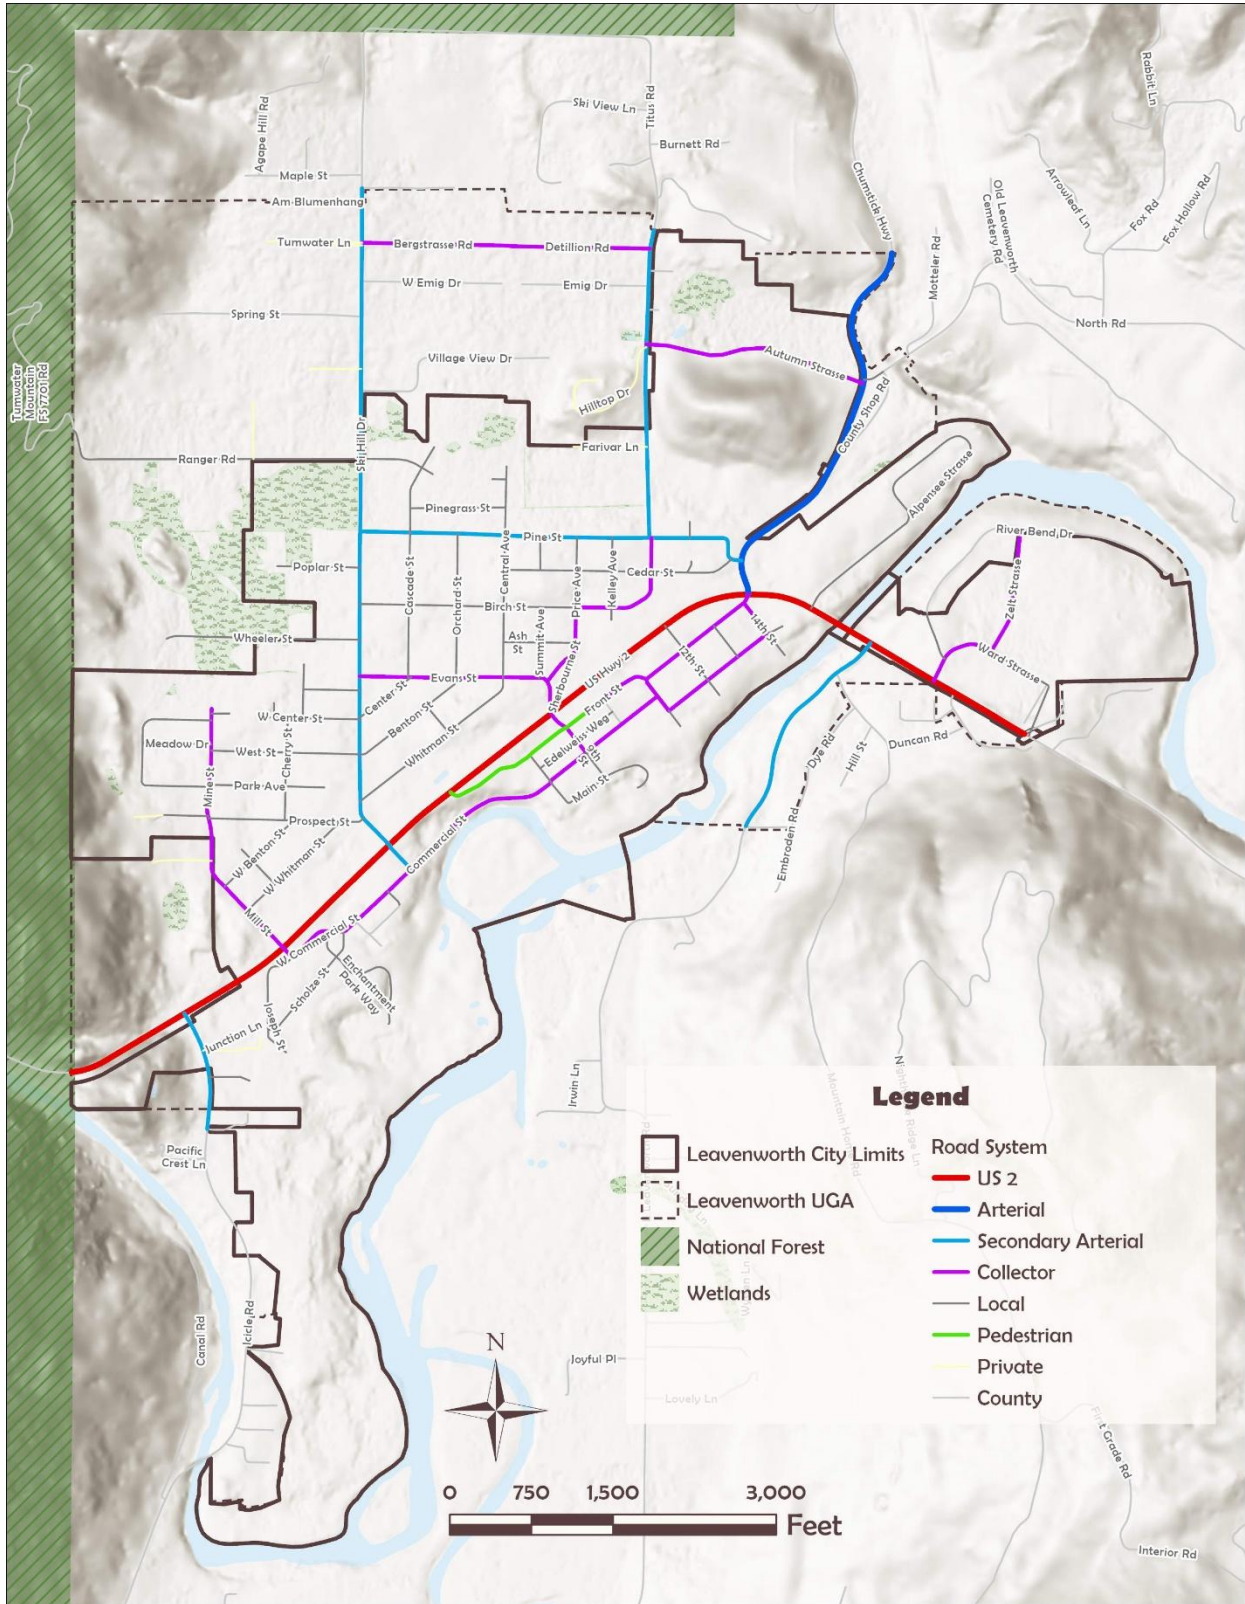 Rabbit Ln
Ski View Ln
Titus Rd
Agape Hill Rd
Burnett Rd
Maple St
Chumstick Hwy
Arrowleaf Ln
Old Leavenworth
Cemetery Rd
Fox Rd
Fox Hollow Rd
Am Blumenhang
Tumwater Ln
Bergstrasse Rd
Detillion Rd
Motteler Rd
W Emig Dr
Emig Dr
Spring St
North Rd
Village View Dr
Autumn Strasse
Tumwater
Mountain
FS 7701 Rd
Hilltop Dr
County Shop Rd
Ski Hill Dr
Farivar Ln
Ranger Rd
Alpensee Strasse
Pinegrass St
River Bend Dr
Pine St
Central Ave
Poplar St
Cascade St
Orchard St
Cedar St
Price Ave
Kelley Ave
Zelt Strasse
Birch St
Wheeler St
Ash
St
Summit Ave
14th St
Sherbourne St
12th St
Ward Strasse
Evans St
US Hwy 2
Center St
Front St
W Center St
Benton St
Edelweiss Weg
Meadow Dr
West St
Cherry St
Whitman St
9th
St
Dye Rd
Hill St
Duncan Rd
Mine St
Park Ave
Main St
Prospect St
Commercial St
W Benton St
W Whitman St
Embroden Rd
Mill St
W Commercial St
Enchantment
Park Way
Scholze St
Joseph St
Junction Ln
Irwin Ln
Mountain Home Rd
Ridge Ln
Pacific
Crest Ln
Canal Rd
Icicle Rd
Joyful Pl
Lovely Ln
First Grade Rd
Interior Rd
Legend
Leavenworth City Limits
Leavenworth UGA
National Forest
Wetlands
Road System
US 2
Arterial
Secondary Arterial
Collector
Local
Pedestrian
Private
County
N
0 750 1,500 3,000
Feet